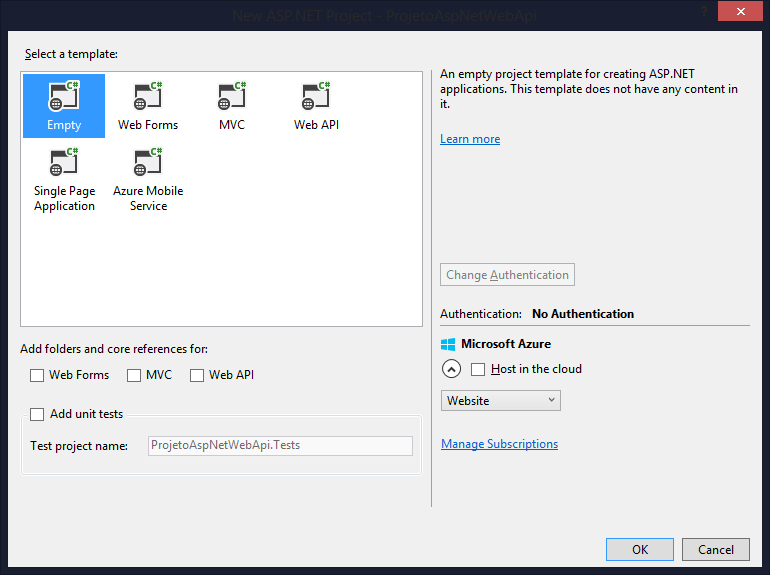 New ASP.NET Project - ProjetoAspNetWebApi
?
Select a template:
C#
Empty
C#
Web Forms
C#
MVC
C#
Web API
C#
Single Page
Application
C#
Azure Mobile
Service
An empty project template for creating ASP.NET
applications. This template does not have any content in
it.
Learn more
Change Authentication
Authentication: No Authentication
Microsoft Azure
Host in the cloud
Website
Manage Subscriptions
Add folders and core references for:
Web Forms
MVC
Web API
Add unit tests
Test project name: ProjetoAspNetWebApi.Tests
OK
Cancel